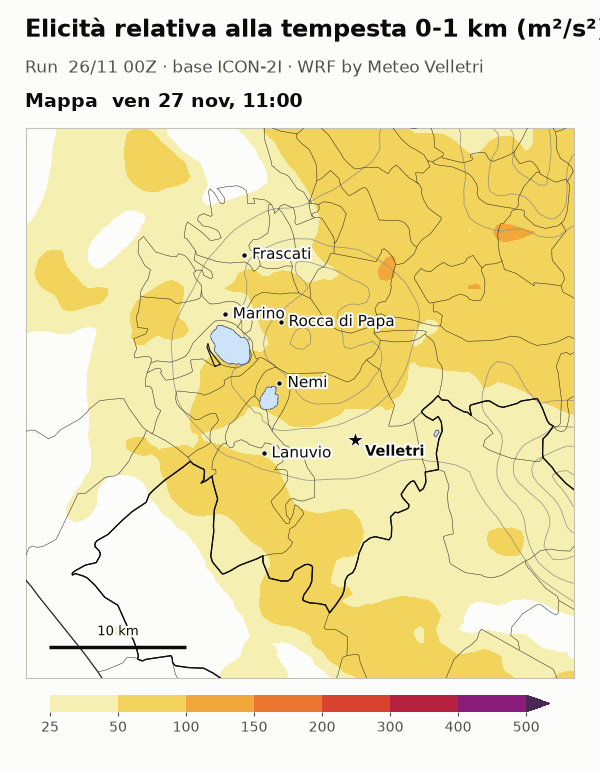 Elicità relativa alla tempesta 0-1 km (m²/s²)
Run 26/11 00Z · base ICON-2I · WRF by Meteo Velletri
Mappa ven 27 nov, 11:00
Frascati
Marino
Rocca di Papa
Nemi
Velletri
Lanuvio
10 km
25 50 100 150 200 300 400 500